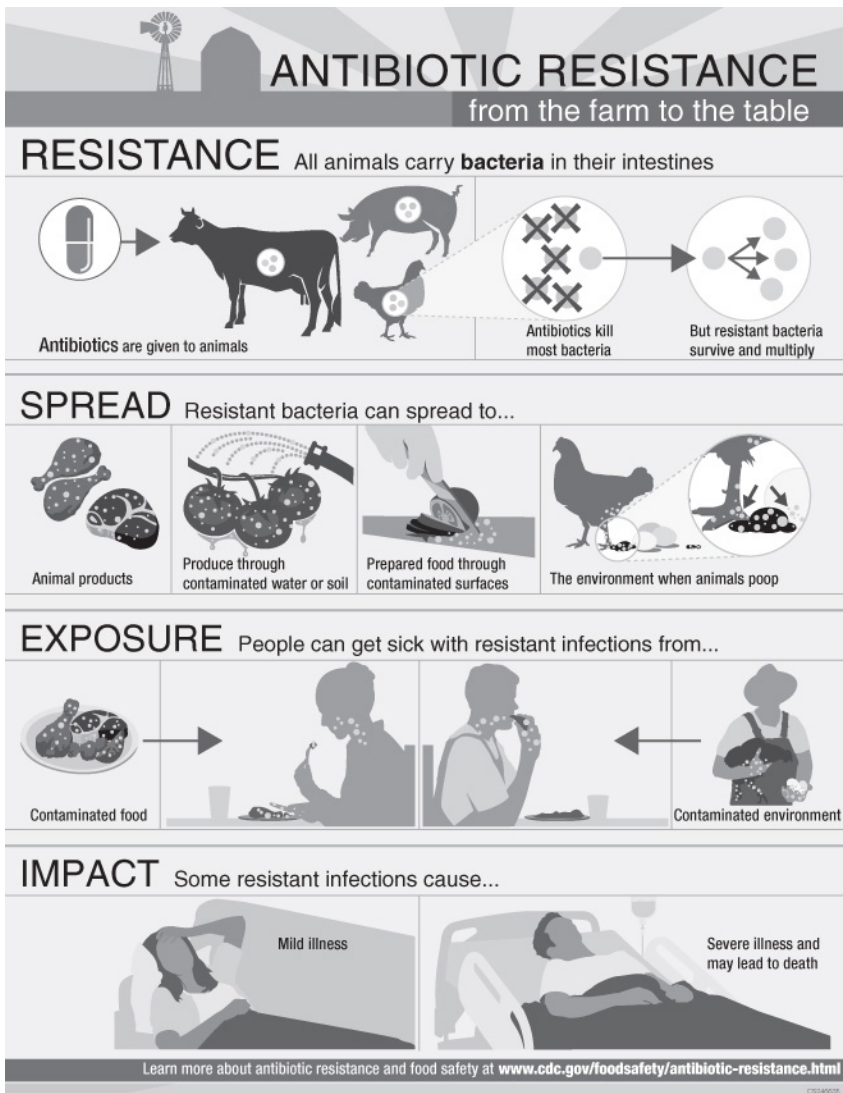 ANTIBIOTIC RESISTANCE
from the farm to the table
RESISTANCE All animals carry bacteria in their intestines
Antibiotics are given to animals
Antibiotics kill
most bacteria
But resistant bacteria
survive and multiply
SPREAD Resistant bacteria can spread to...
Animal products
Produce through
contaminated water or soil
Prepared food through
contaminated surfaces
The environment when animals poop
EXPOSURE People can get sick with resistant infections from...
Contaminated food
Contaminated environment
IMPACT Some resistant infections cause...
Mild illness
Severe illness and
may lead to death
Learn more about antibiotic resistance and food safety at www.cdc.gov/foodsafety/antibiotic-resistance.html